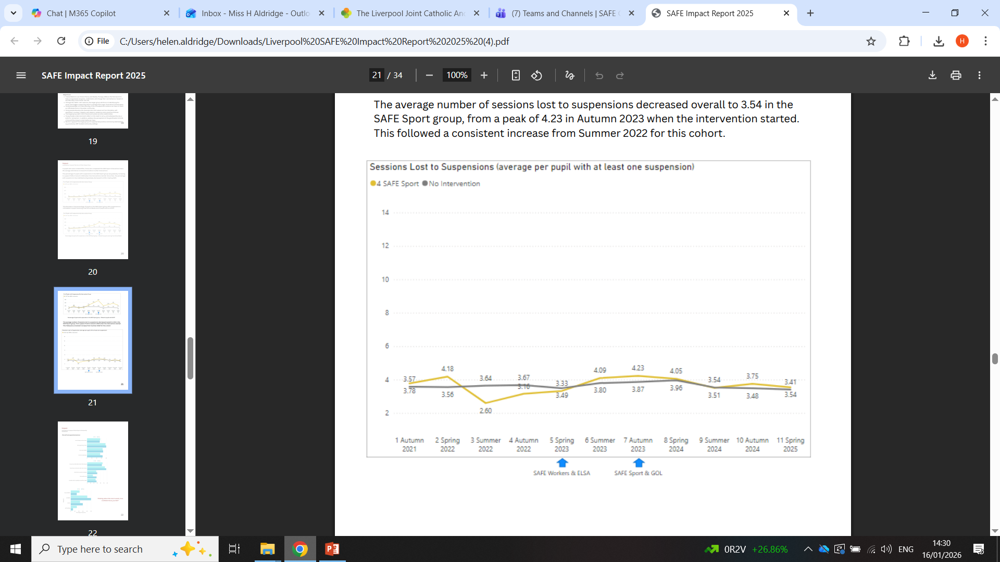 Chat | M365 Copilot
Inbox - Miss H Aldridge - Outlo
The Liverpool Joint Catholic An
(7) Teams and Channels | SAFE
SAFE Impact Report 2025
File
C:/Users/helen.aldridge/Downloads/Liverpool%20SAFE%20Impact%20Report%202025%20(4).pdf
H
SAFE Impact Report 2025
21 / 34
100%
19
20
21
22
The average number of sessions lost to suspensions decreased overall to 3.54 in the
SAFE Sport group, from a peak of 4.23 in Autumn 2023 when the intervention started.
This followed a consistent increase from Summer 2022 for this cohort.
Sessions Lost to Suspensions (average per pupil with at least one suspension)
4 SAFE Sport No Intervention
14
12
10
8
6
4
2
3.57 4.18 3.64 3.67 3.33 4.09 4.23 4.05 3.54 3.75 3.41
3.78 3.56 2.60 3.16 3.49 3.80 3.87 3.96 3.51 3.48 3.54
1 Autumn 2 Spring 3 Summer 4 Autumn 5 Spring 6 Summer 7 Autumn 8 Spring 9 Summer 10 Autumn 11 Spring
2021 2022 2022 2022 2023 2023 2023 2024 2024 2024 2025
SAFE Workers & ELSA SAFE Sport & GOL
Type here to search
0R2V +26.86%
ENG
14:30
16/01/2026